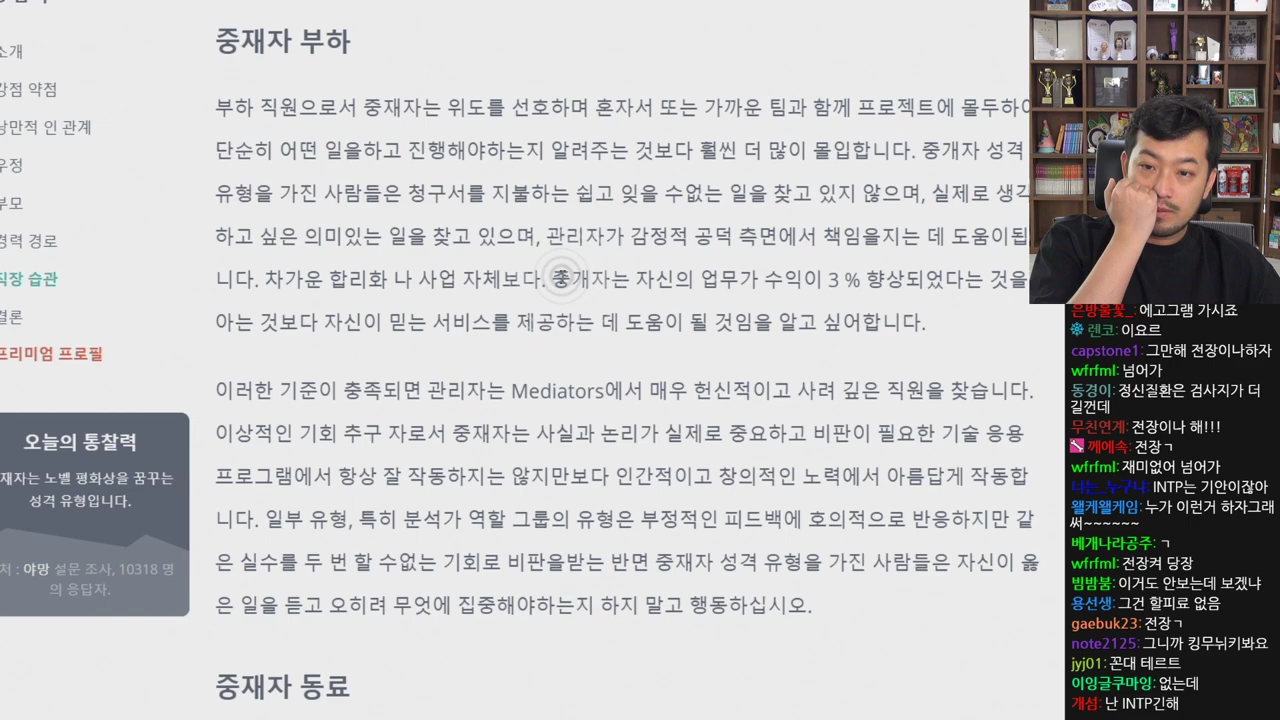 소개
강점 약점
낭만적 인 관계
우정
부모
경력 경로
직장 습관
결론
프리미엄 프로필
오늘의 통찰력
재자는 노벨 평화상을 꿈꾸는
성격 유형입니다.
처 : 야망 설문 조사, 10318 명
의 응답자.
중재자 부하
부하 직원으로서 중재자는 위도를 선호하며 혼자서 또는 가까운 팀과 함께 프로젝트에 몰두하여
단순히 어떤 일을하고 진행해야하는지 알려주는 것보다 훨씬 더 많이 몰입합니다. 중개자 성격
유형을 가진 사람들은 청구서를 지불하는 쉽고 잊을 수없는 일을 찾고 있지 않으며, 실제로 생각
하고 싶은 의미있는 일을 찾고 있으며, 관리자가 감정적 공덕 측면에서 책임을지는 데 도움이됩
니다. 차가운 합리화 나 사업 자체보다. 중개자는 자신의 업무가 수익이 3 % 향상되었다는 것을
아는 것보다 자신이 믿는 서비스를 제공하는 데 도움이 될 것임을 알고 싶어합니다.
이러한 기준이 충족되면 관리자는 Mediators에서 매우 헌신적이고 사려 깊은 직원을 찾습니다.
이상적인 기회 추구 자로서 중재자는 사실과 논리가 실제로 중요하고 비판이 필요한 기술 응용
프로그램에서 항상 잘 작동하지는 않지만보다 인간적이고 창의적인 노력에서 아름답게 작동합
니다. 일부 유형, 특히 분석가 역할 그룹의 유형은 부정적인 피드백에 호의적으로 반응하지만 같
은 실수를 두 번 할 수없는 기회로 비판을받는 반면 중재자 성격 유형을 가진 사람들은 자신이 옳
은 일을 듣고 오히려 무엇에 집중해야하는지 하지 말고 행동하십시오.
중재자 동료
은방울꽃_: 에고그램 가시죠
렌코: 이요르
capstone1: 그만해 전장이나하자
wfrfml: 넘어가
동경이: 정신질환은 검사지가 더
길껀데
무친연계: 전장이나 해!!!
께에속: 전장ㄱ
wfrfml: 재미없어 넘어가
너는_누구냐: INTP는 기안이잖아
왤케왤케임: 누가 이런거 하자그래
써~~~~~~
베개나라공주: ㄱ
wfrfml: 전장켜 당장
빔밤붐: 이거도 안보는데 보겠냐
용선생: 그건 할피료 없음
gaebuk23: 전장ㄱ
note2125: 그니까 킹무뉘키봐요
jyj01: 꼰대 테르트
이잉글쿠마잉: 없는데
개섬: 난 INTP긴해